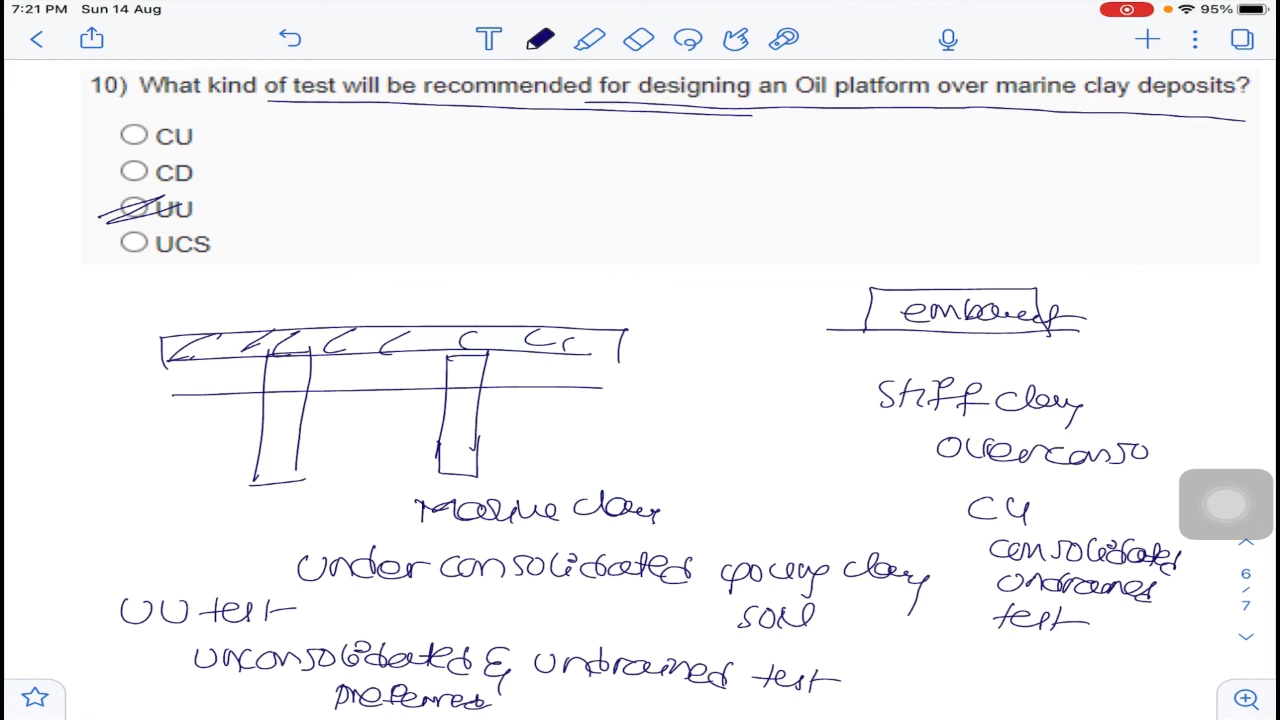 7:21 PM Sun 14 Aug
95%
10) What kind of test will be recommended for designing an Oil platform over marine clay deposits?
CU
CD
UU
UCS
Stiff clay
marine clay
CU
under consolidated young clay
soil
consolidated
undrained
test
UU test
unconsolidated & undrained test
preferred
6
/
7